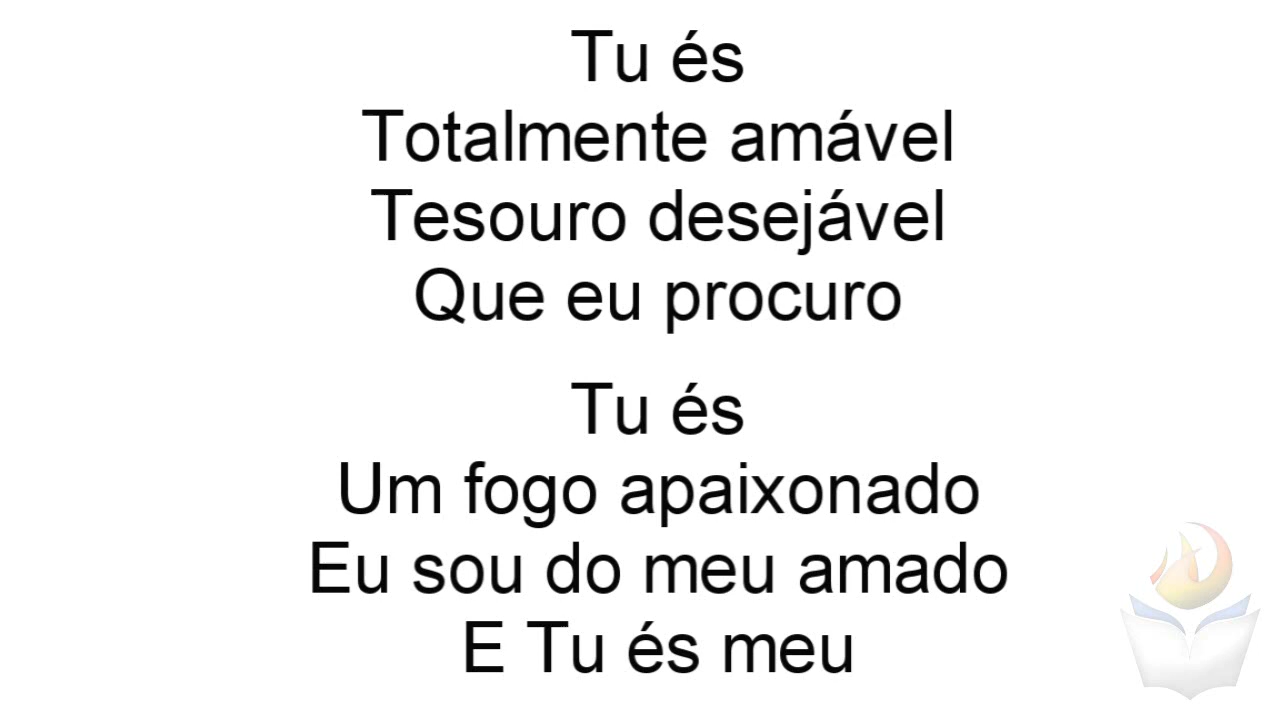 Tu és
Totalmente amável
Tesouro desejável
Que eu procuro
Tu és
Um fogo apaixonado
Eu sou do meu amado
E Tu és meu